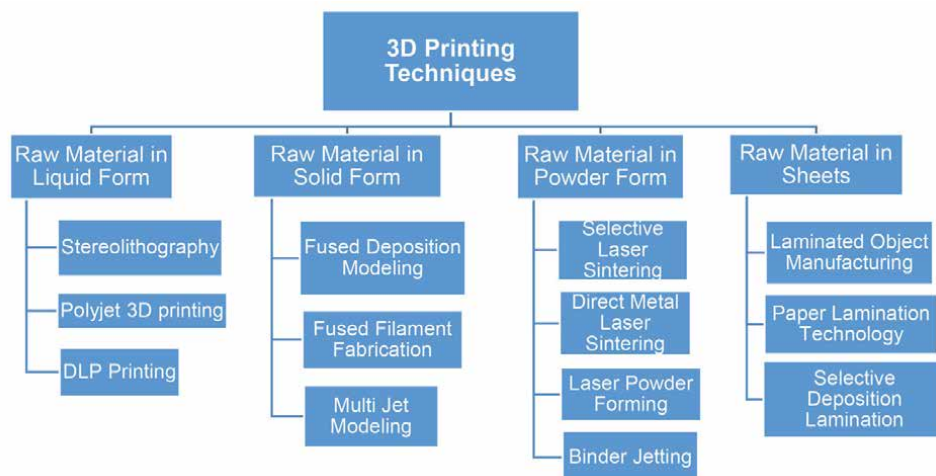 3D Printing
Techniques
Raw Material in
Liquid Form
Stereolithography
Polyjet 3D printing
DLP Printing
Raw Material in
Solid Form
Fused Deposition
Modeling
Fused Filament
Fabrication
Multi Jet
Modeling
Raw Material in
Powder Form
Selective
Laser
Sintering
Direct Metal
Laser
Sintering
Laser Powder
Forming
Binder Jetting
Raw Material in
Sheets
Laminated Object
Manufacturing
Paper Lamination
Technology
Selective
Deposition
Lamination